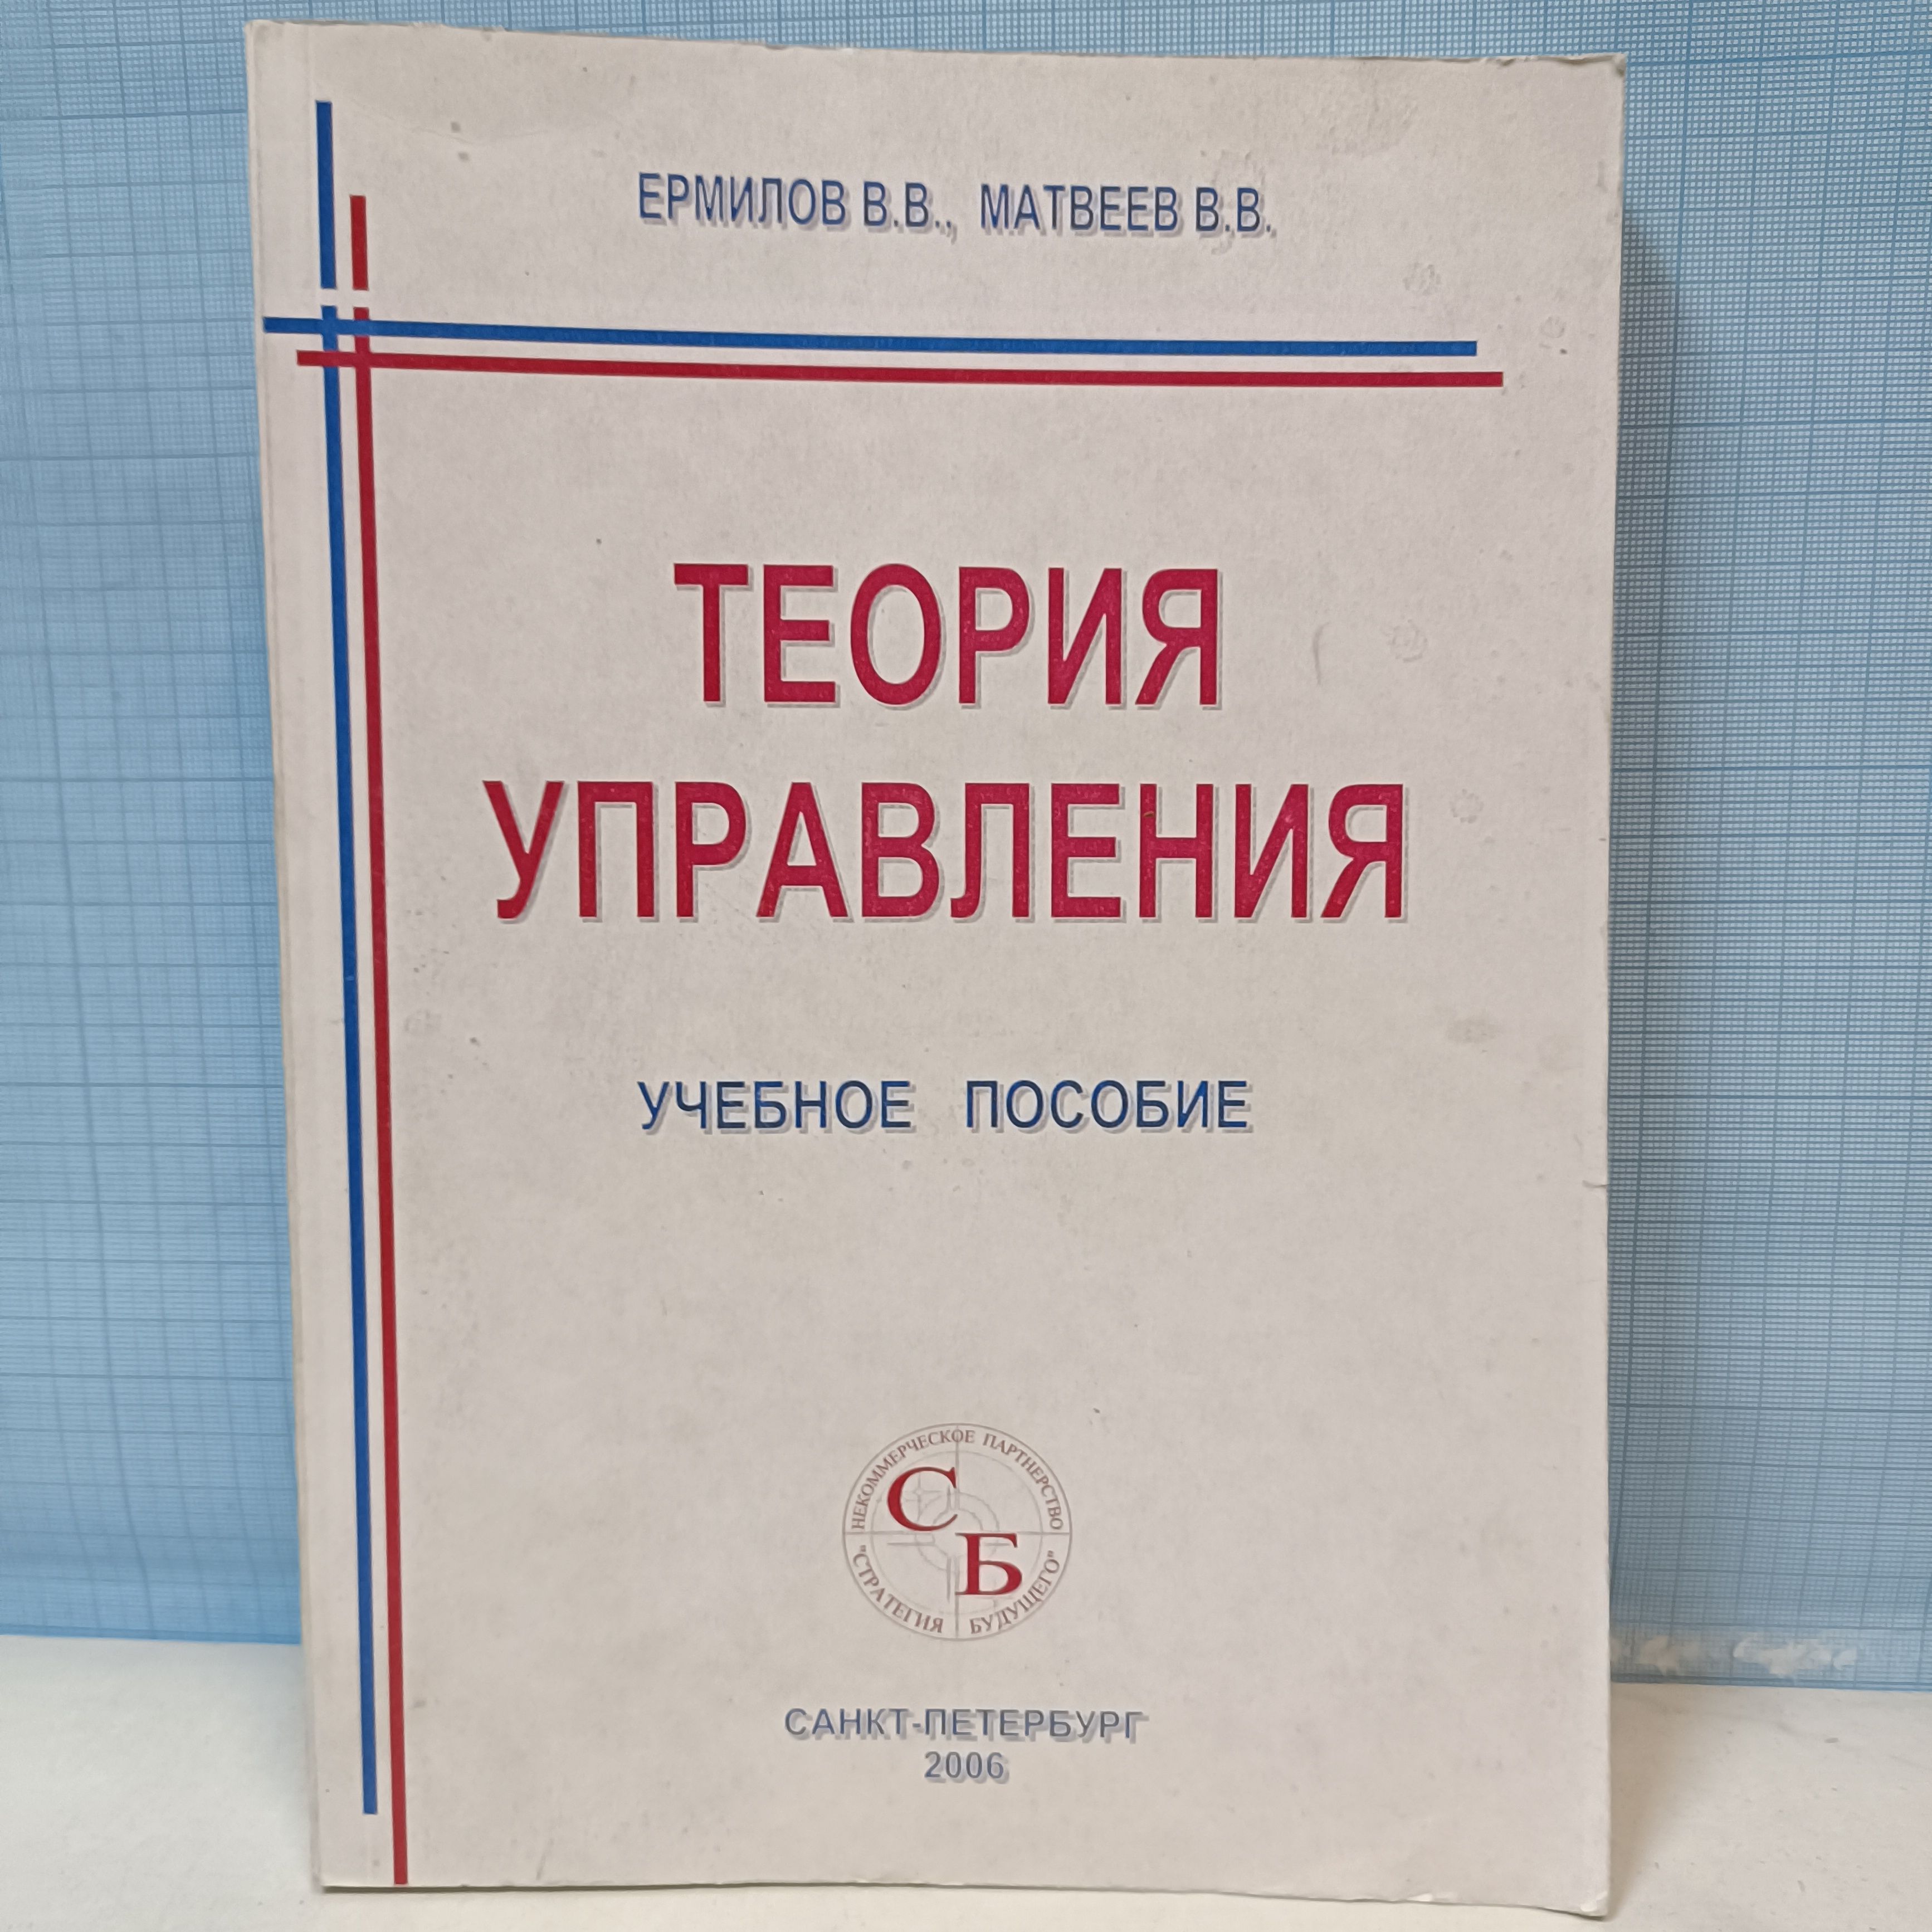 ЕРМИЛОВ В.В., МАТВЕЕВ В.В.
ТЕОРИЯ
УПРАВЛЕНИЯ
УЧЕБНОЕ ПОСОБИЕ
НЕКОММЕРЧЕСКОЕ ПАРТНЕРСТВО
СБ
"СТРАТЕГИЯ БУДУЩЕГО"
САНКТ-ПЕТЕРБУРГ
2006